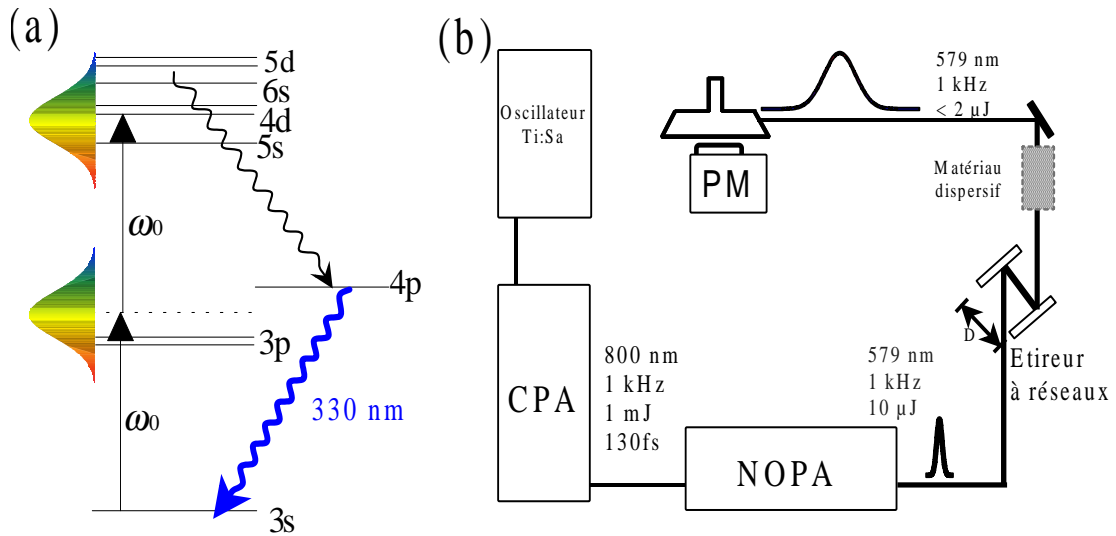 (a)
5d
6s
4d
5s
ω0
4p
3p
330 nm
ω0
3s
(b)
Oscillateur
Ti:Sa
579 nm
1 kHz
< 2 µJ
PM
Matériau
dispersif
D
Etireur
à réseaux
CPA
800 nm
1 kHz
1 mJ
130fs
579 nm
1 kHz
10 µJ
NOPA